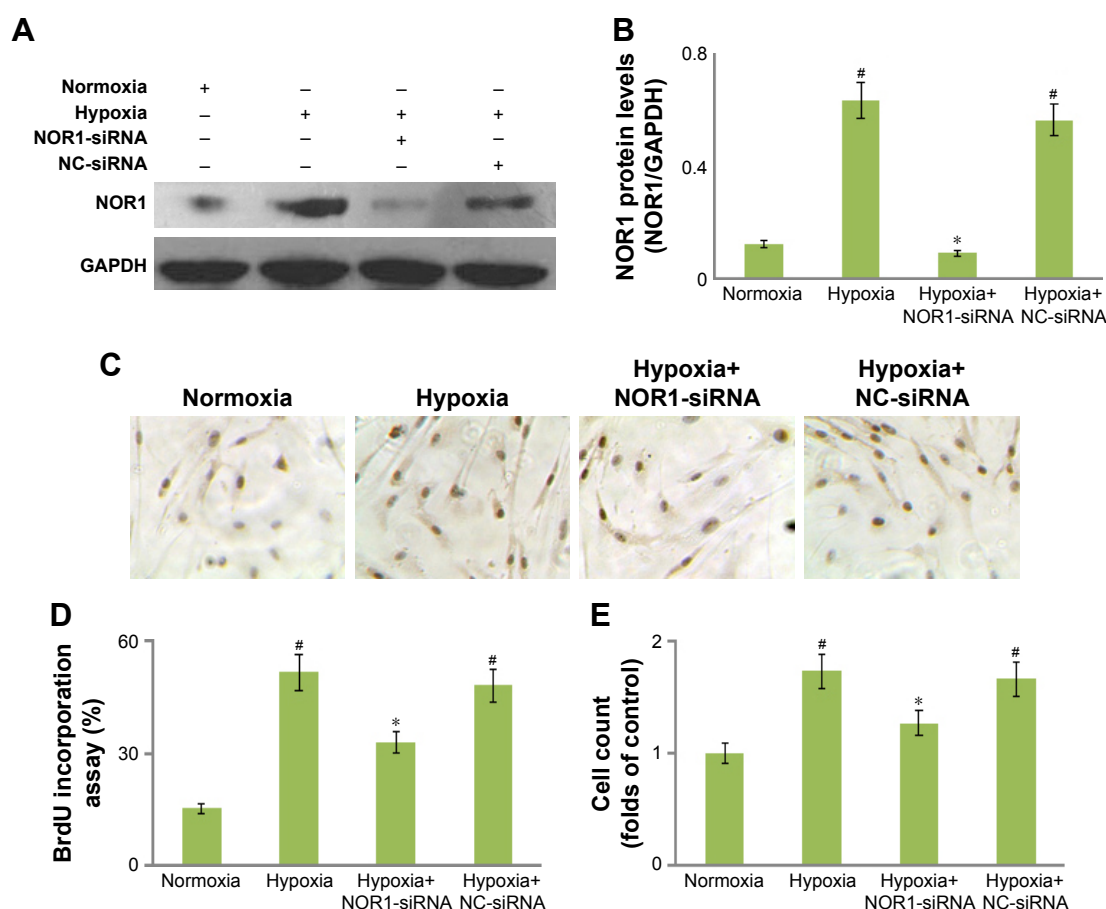 A
Normoxia + – – –
Hypoxia – + + +
NOR1-siRNA – – + –
NC-siRNA – – – +
NOR1
GAPDH
B
NOR1 protein levels
(NOR1/GAPDH)
0.8
0.4
0
#
*
#
Normoxia
Hypoxia
Hypoxia+
NOR1-siRNA
Hypoxia+
NC-siRNA
C
Normoxia
Hypoxia
Hypoxia+
NOR1-siRNA
Hypoxia+
NC-siRNA
D
BrdU incorporation
assay (%)
60
30
0
#
*
#
Normoxia
Hypoxia
Hypoxia+
NOR1-siRNA
Hypoxia+
NC-siRNA
E
Cell count
(folds of control)
2
1
0
#
*
#
Normoxia
Hypoxia
Hypoxia+
NOR1-siRNA
Hypoxia+
NC-siRNA